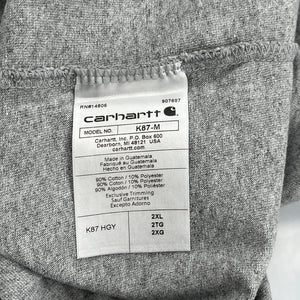 RN#14806 907687
carhartt
MODEL NO. K87-M
Carhartt, Inc. P.O. Box 600
Dearborn, MI 48121 USA
carhartt.com
Made in Guatemala
Fabriqué au Guatemala
Hecho en Guatemala
90% Cotton / 10% Polyester
90% Coton / 10% Polyester
90% Algodón / 10% Poliéster
Exclusive Trimming
Sauf Garnitures
Excepto Adorno
K87 HGY
2XL
2TG
2XG